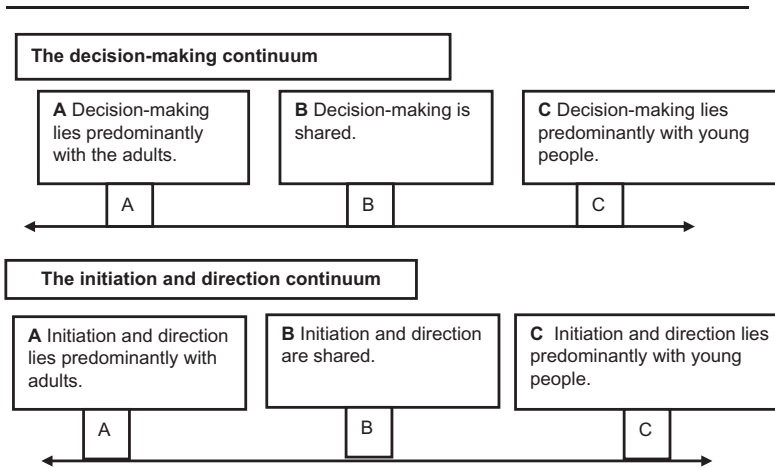 The decision-making continuum
A Decision-making
lies predominantly
with the adults.
B Decision-making is
shared.
C Decision-making lies
predominantly with young
people.
A
B
C
The initiation and direction continuum
A Initiation and direction
lies predominantly with
adults.
B Initiation and direction
are shared.
C Initiation and direction lies
predominantly with young
people.
A
B
C